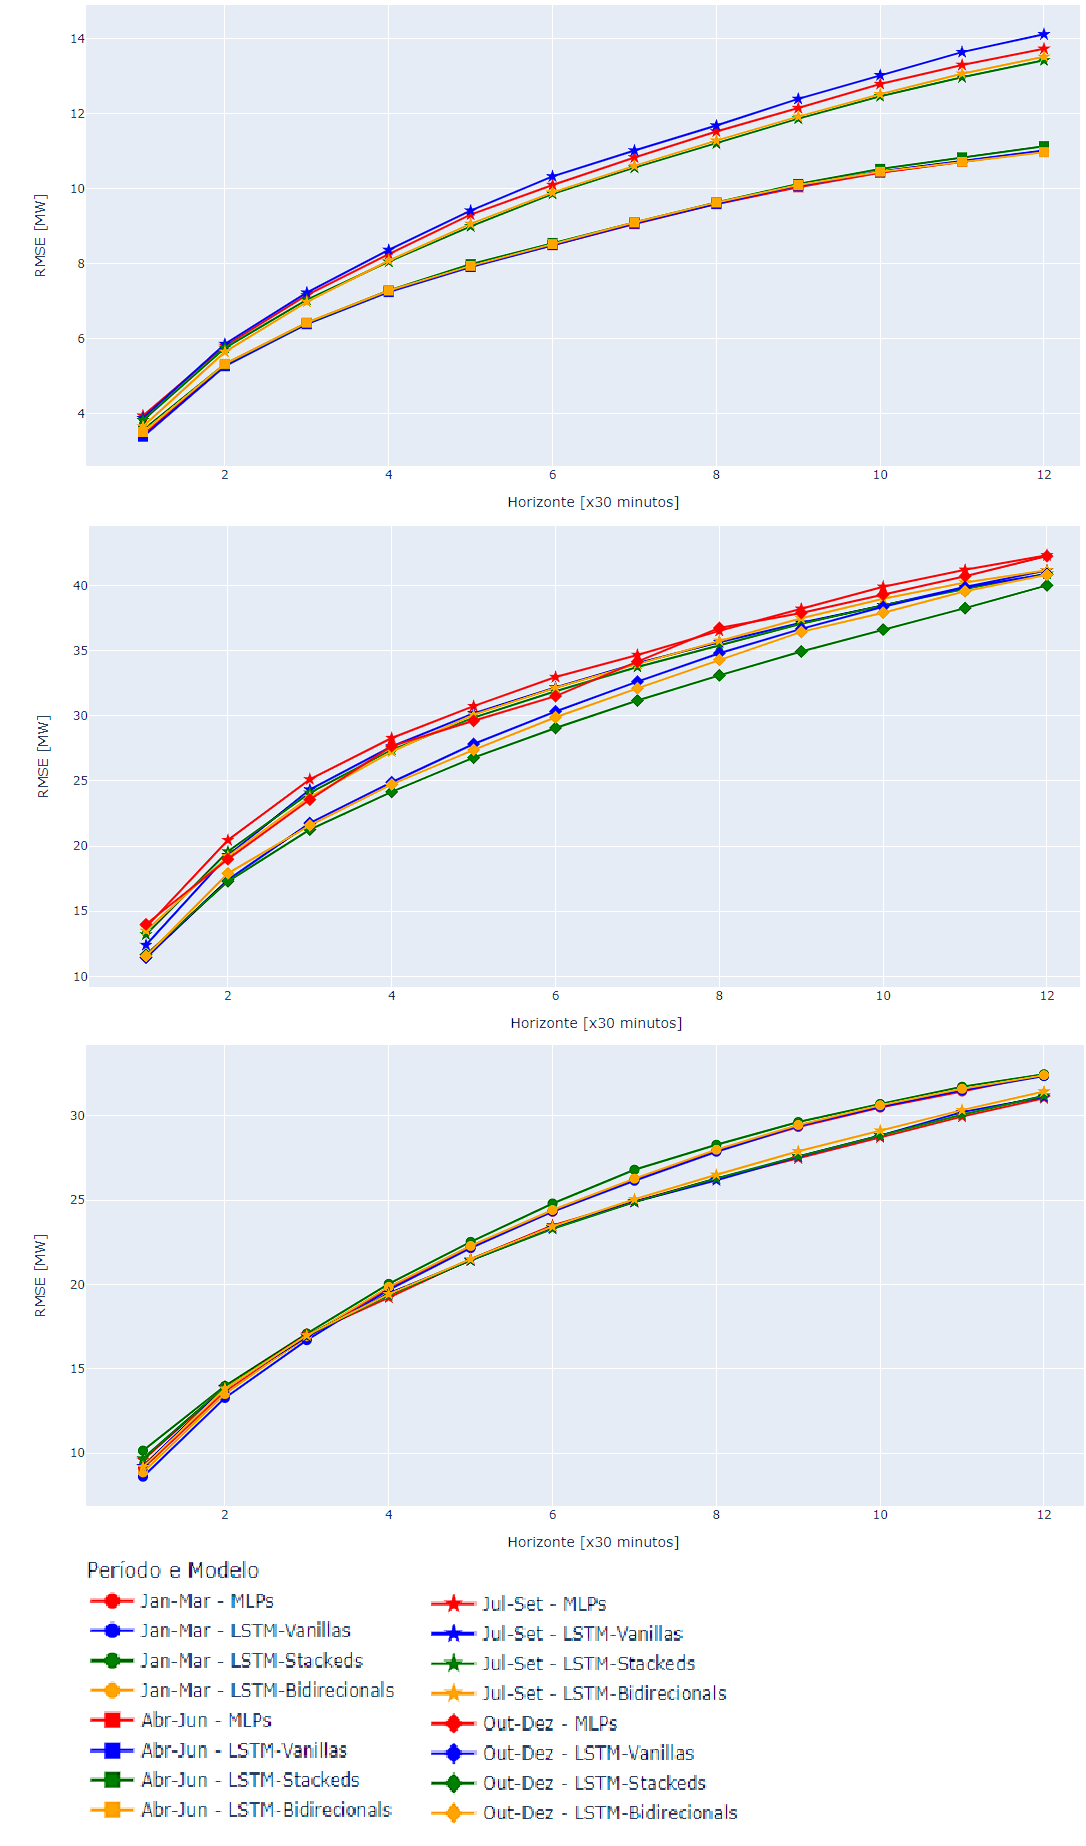 14
12
10
8
6
4
RMSE [MW]
2 4 6 8 10 12
Horizonte [x30 minutos]
40
35
30
25
20
15
10
RMSE [MW]
2 4 6 8 10 12
Horizonte [x30 minutos]
30
25
20
15
10
RMSE [MW]
2 4 6 8 10 12
Horizonte [x30 minutos]
Período e Modelo
Jan-Mar - MLPs
Jan-Mar - LSTM-Vanillas
Jan-Mar - LSTM-Stackeds
Jan-Mar - LSTM-Bidirecionals
Abr-Jun - MLPs
Abr-Jun - LSTM-Vanillas
Abr-Jun - LSTM-Stackeds
Abr-Jun - LSTM-Bidirecionals
Jul-Set - MLPs
Jul-Set - LSTM-Vanillas
Jul-Set - LSTM-Stackeds
Jul-Set - LSTM-Bidirecionals
Out-Dez - MLPs
Out-Dez - LSTM-Vanillas
Out-Dez - LSTM-Stackeds
Out-Dez - LSTM-Bidirecionals